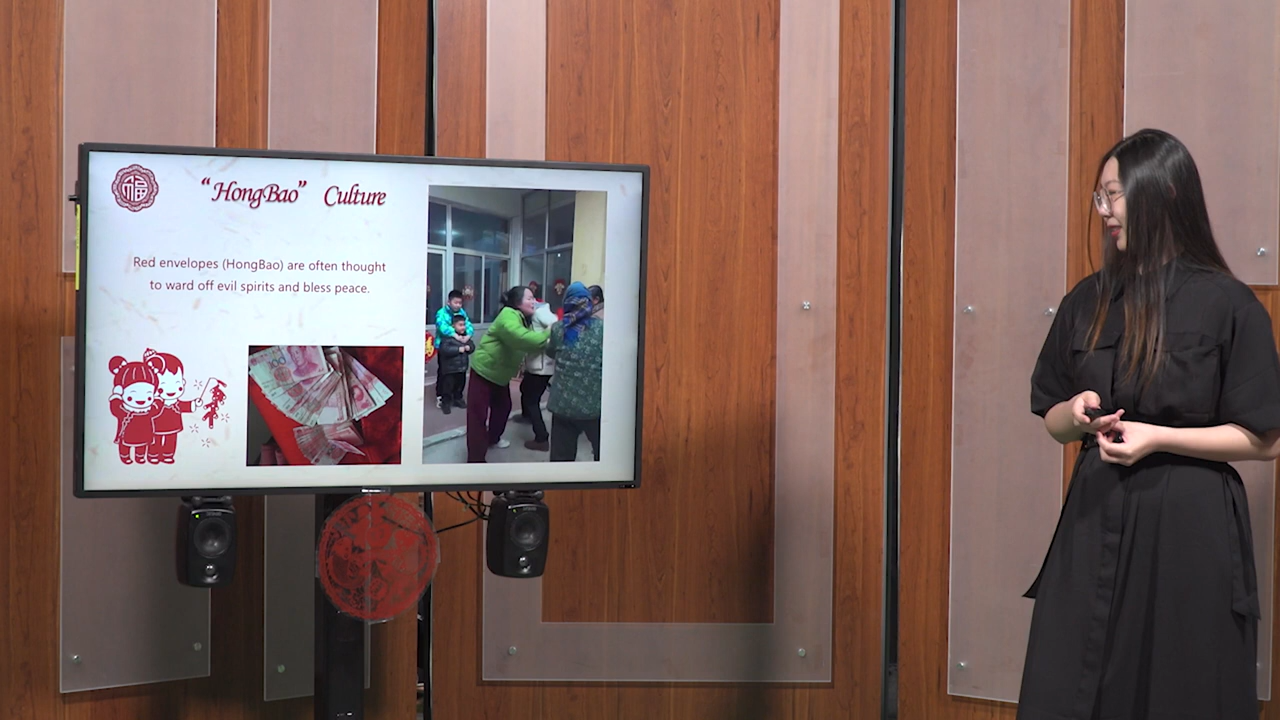 “HongBao” Culture
Red envelopes (HongBao) are often thought
to ward off evil spirits and bless peace.